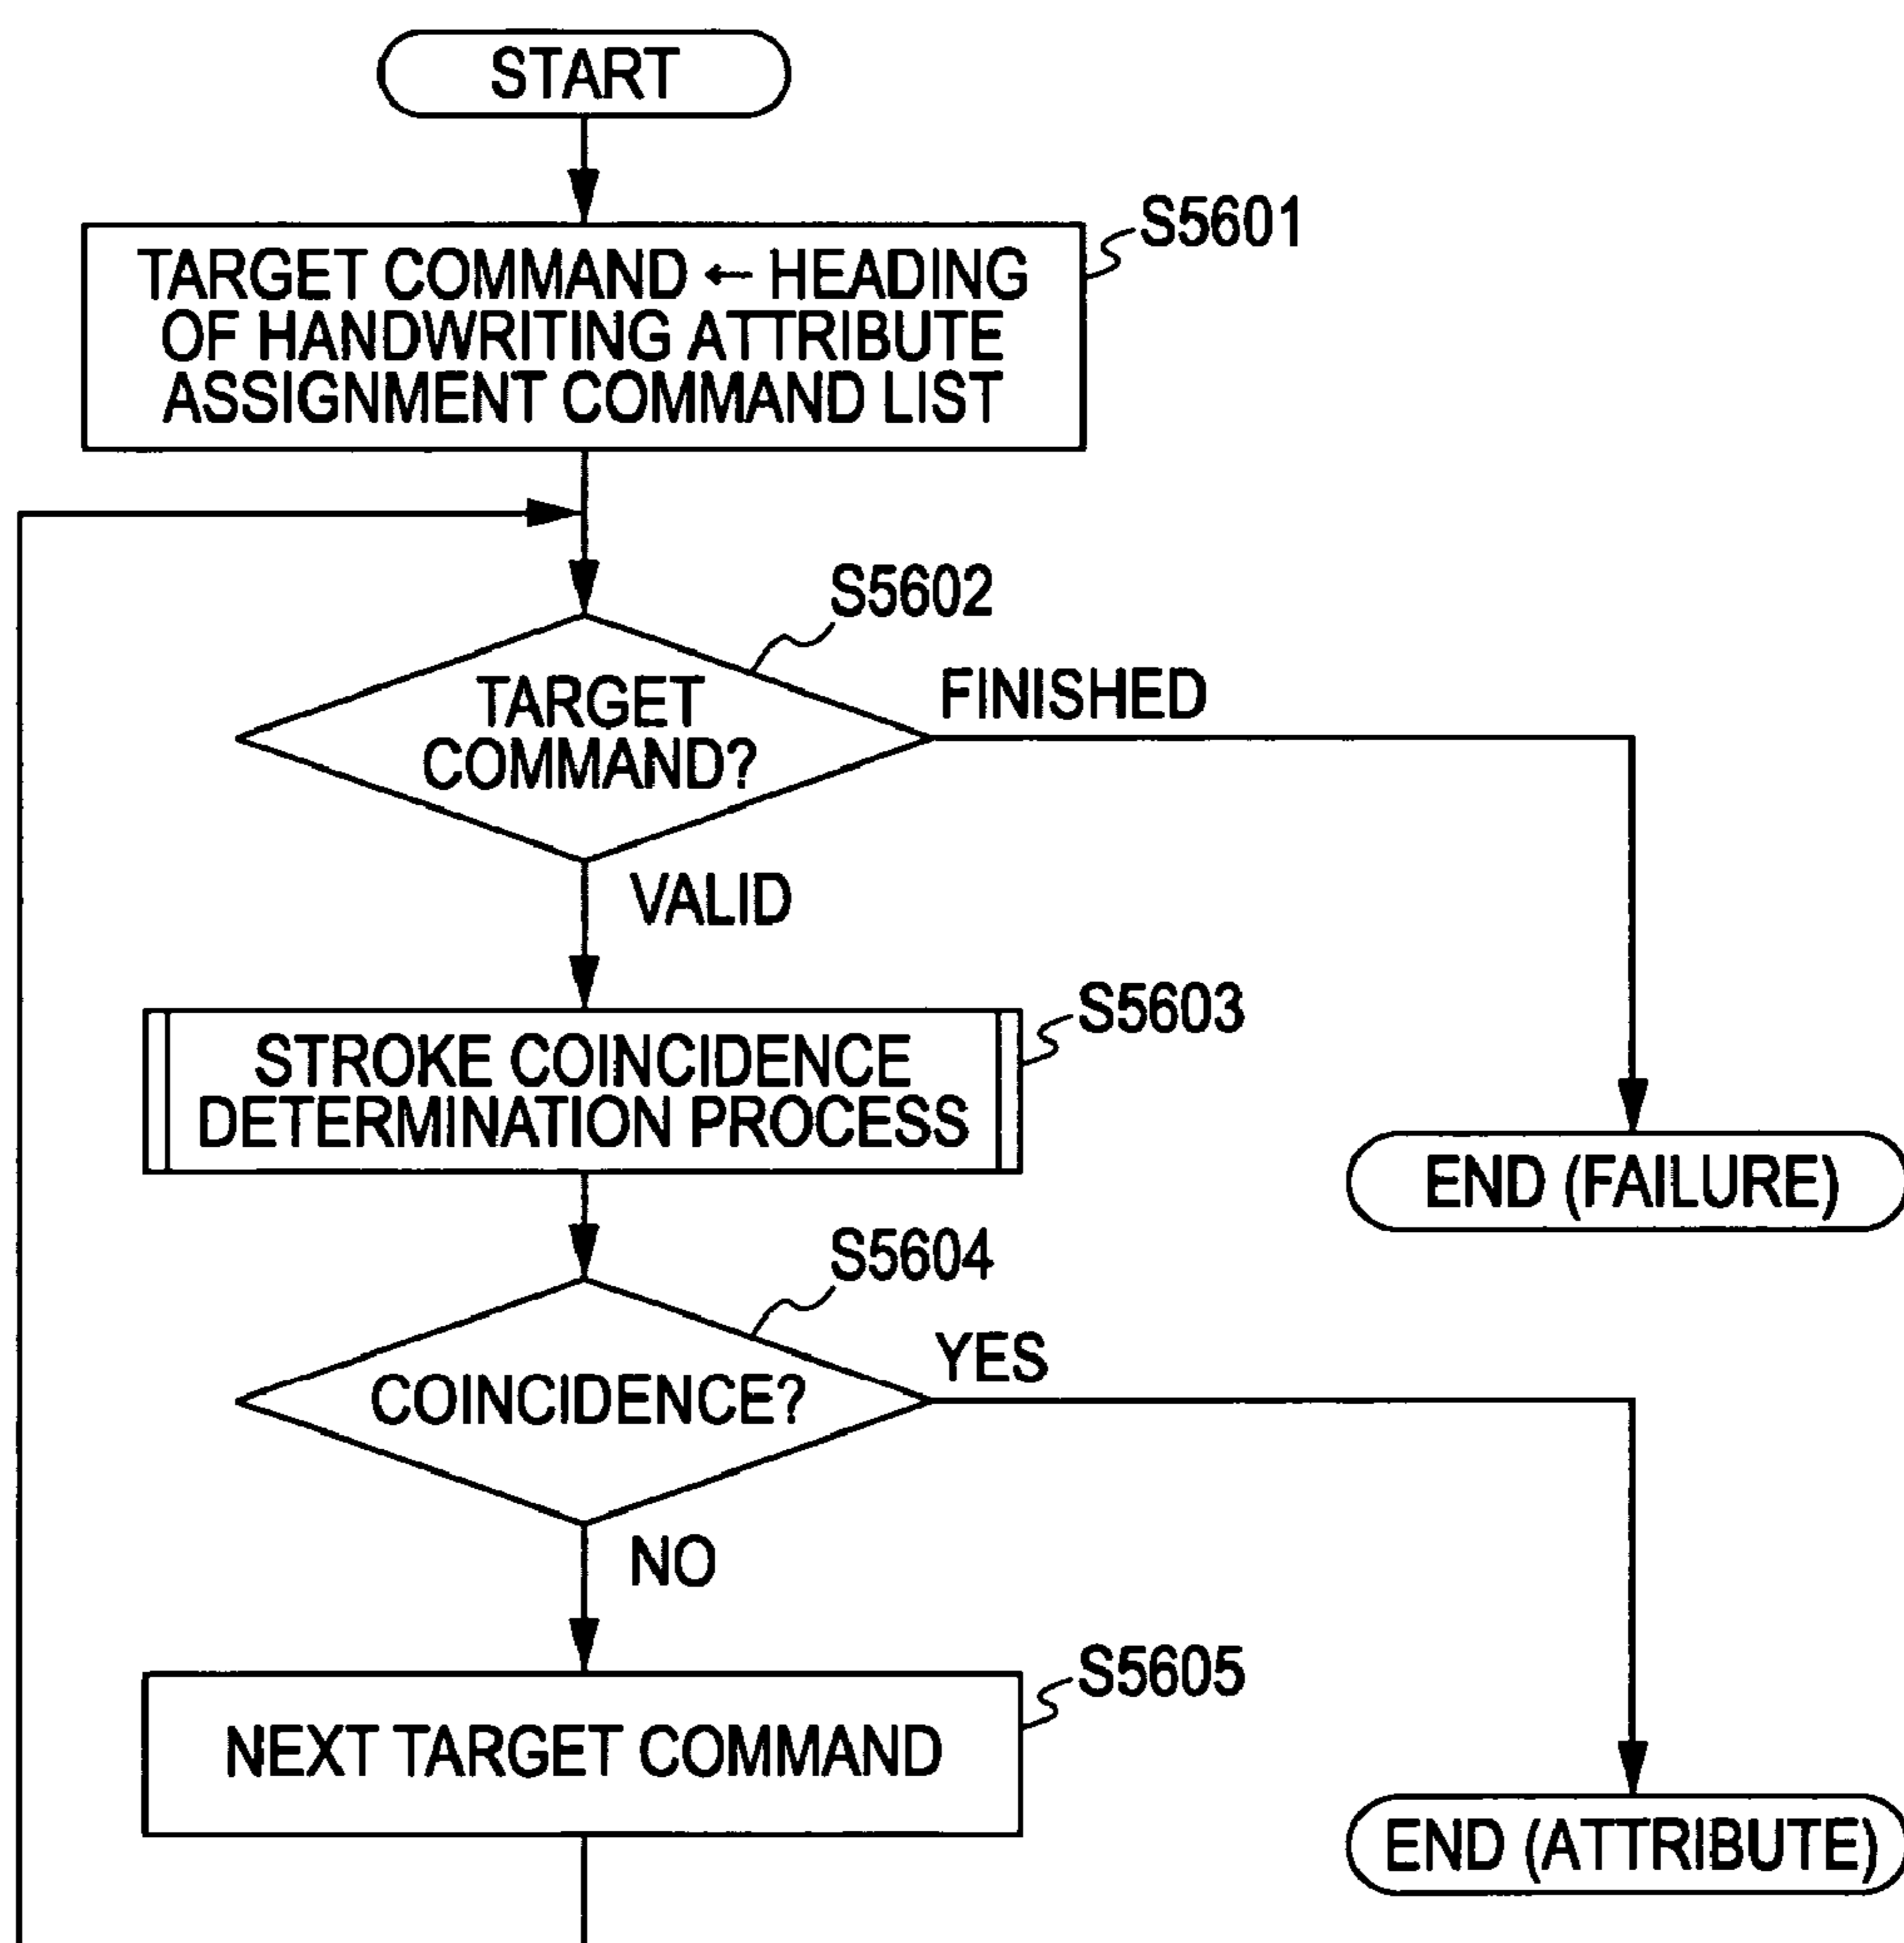 START
S5601
TARGET COMMAND ← HEADING
OF HANDWRITING ATTRIBUTE
ASSIGNMENT COMMAND LIST
S5602
TARGET
COMMAND?
FINISHED
VALID
S5603
STROKE COINCIDENCE
DETERMINATION PROCESS
END (FAILURE)
S5604
COINCIDENCE?
YES
NO
S5605
NEXT TARGET COMMAND
END (ATTRIBUTE)